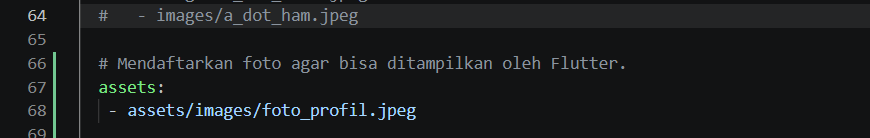 64 #   - images/a_dot_ham.jpeg
65
66 # Mendaftarkan foto agar bisa ditampilkan oleh Flutter.
67 assets:
68  - assets/images/foto_profil.jpeg
69